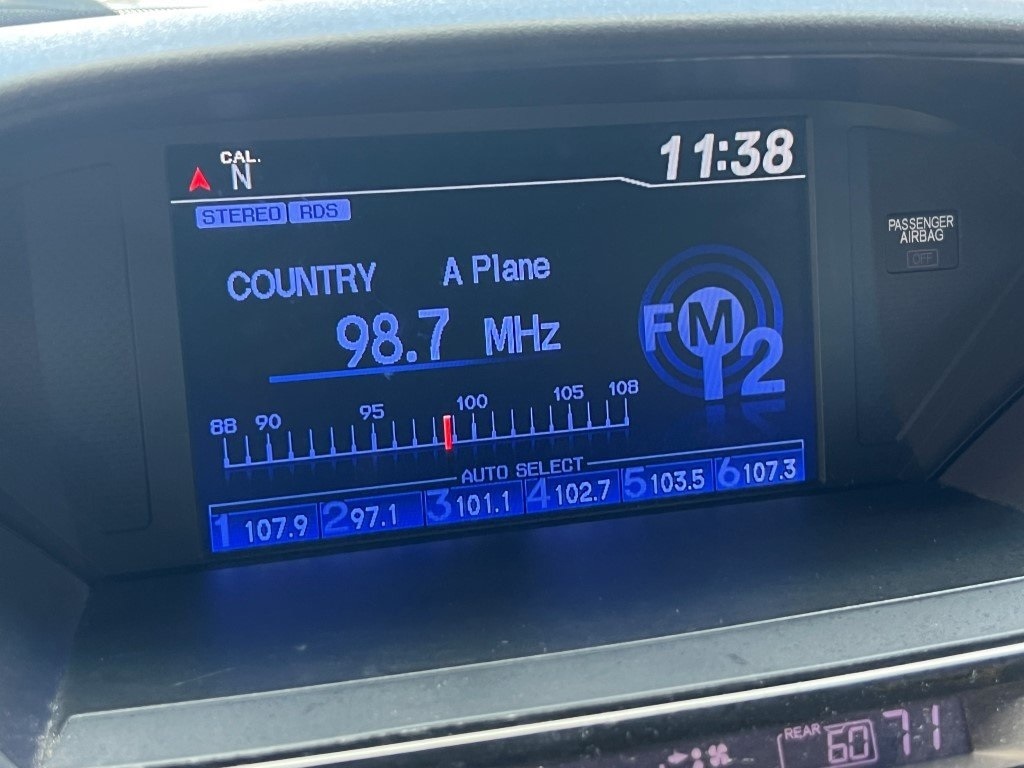 CAL.
N
11:38
STEREO RDS
COUNTRY A Plane
98.7 MHz
FM 2
88 90 95 100 105 108
AUTO SELECT
1 107.9 2 97.1 3 101.1 4 102.7 5 103.5 6 107.3
PASSENGER
AIRBAG
OFF
REAR 60 71